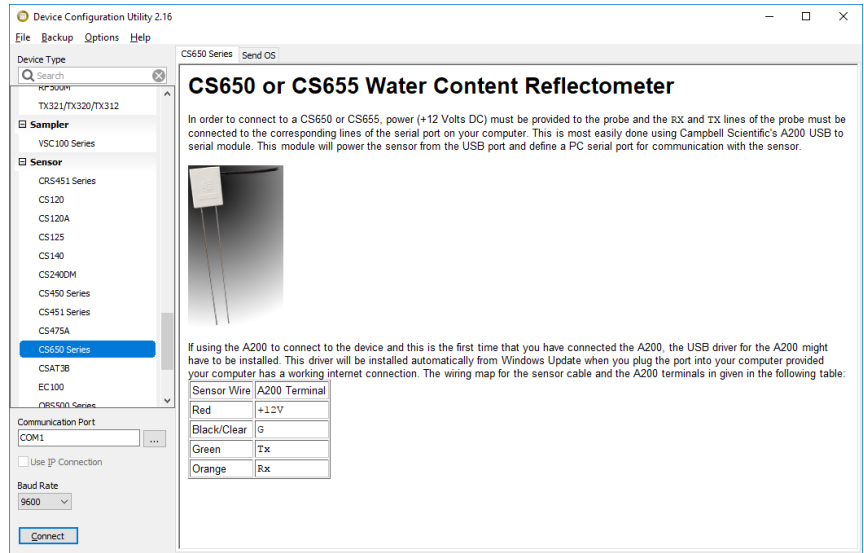 Device Configuration Utility 2.16
File Backup Options Help
Device Type
Search
RF500M
TX321/TX320/TX312
Sampler
VSC100 Series
Sensor
CRS451 Series
CS120
CS120A
CS125
CS140
CS240DM
CS450 Series
CS451 Series
CS475A
CS650 Series
CSAT3B
EC100
OBS500 Series
Communication Port
COM1
...
Use IP Connection
Baud Rate
9600
Connect
CS650 Series Send OS
CS650 or CS655 Water Content Reflectometer
In order to connect to a CS650 or CS655, power (+12 Volts DC) must be provided to the probe and the RX and TX lines of the probe must be
connected to the corresponding lines of the serial port on your computer. This is most easily done using Campbell Scientific's A200 USB to
serial module. This module will power the sensor from the USB port and define a PC serial port for communication with the sensor.
If using the A200 to connect to the device and this is the first time that you have connected the A200, the USB driver for the A200 might
have to be installed. This driver will be installed automatically from Windows Update when you plug the port into your computer provided
your computer has a working internet connection. The wiring map for the sensor cable and the A200 terminals in given in the following table:
Sensor Wire A200 Terminal
Red +12V
Black/Clear G
Green Tx
Orange Rx